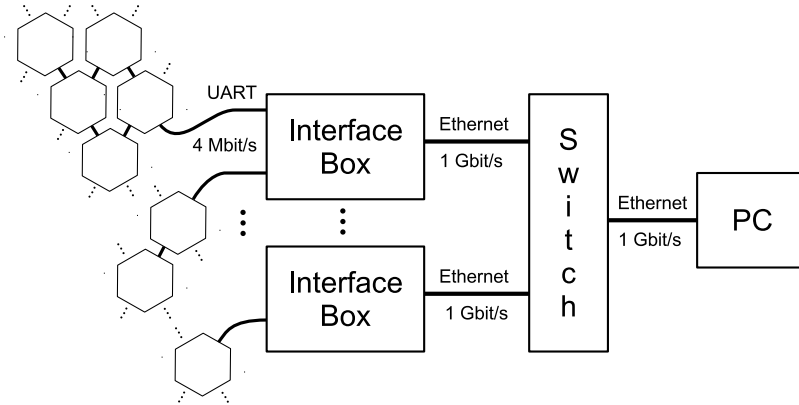 UART
4 Mbit/s
Interface
Box
Ethernet
1 Gbit/s
S
w
i
t
c
h
Ethernet
1 Gbit/s
PC
Interface
Box
Ethernet
1 Gbit/s